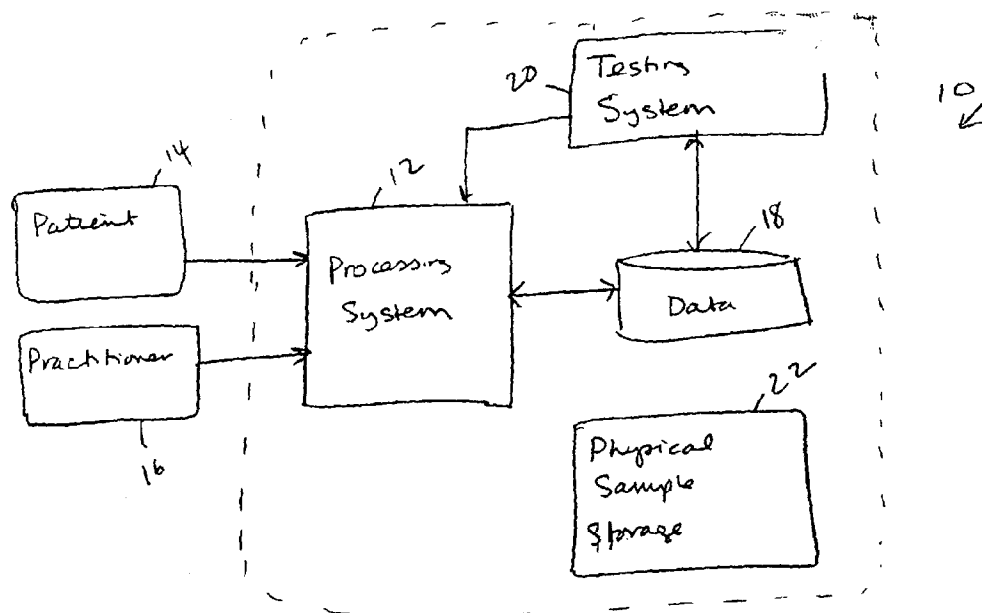 20
Testing
System
10
14
Patient
12
Processing
System
18
Data
Practitioner
16
22
Physical
Sample
Storage